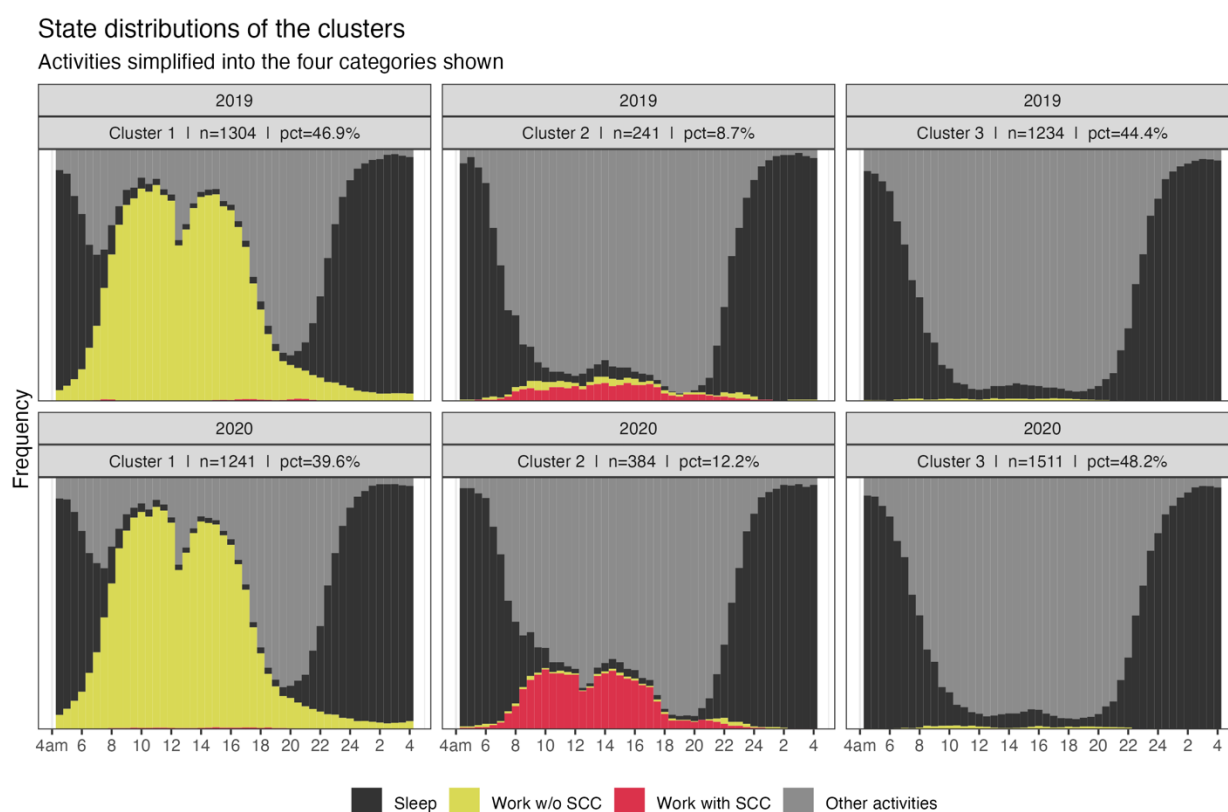 State distributions of the clusters
Activities simplified into the four categories shown
2019 2019 2019
Cluster 1 | n=1304 | pct=46.9% Cluster 2 | n=241 | pct=8.7% Cluster 3 | n=1234 | pct=44.4%
Frequency
2020 2020 2020
Cluster 1 | n=1241 | pct=39.6% Cluster 2 | n=384 | pct=12.2% Cluster 3 | n=1511 | pct=48.2%
4am 6 8 10 12 14 16 18 20 22 24 2 4 4am 6 8 10 12 14 16 18 20 22 24 2 4 4am 6 8 10 12 14 16 18 20 22 24 2 4
Sleep Work w/o SCC Work with SCC Other activities